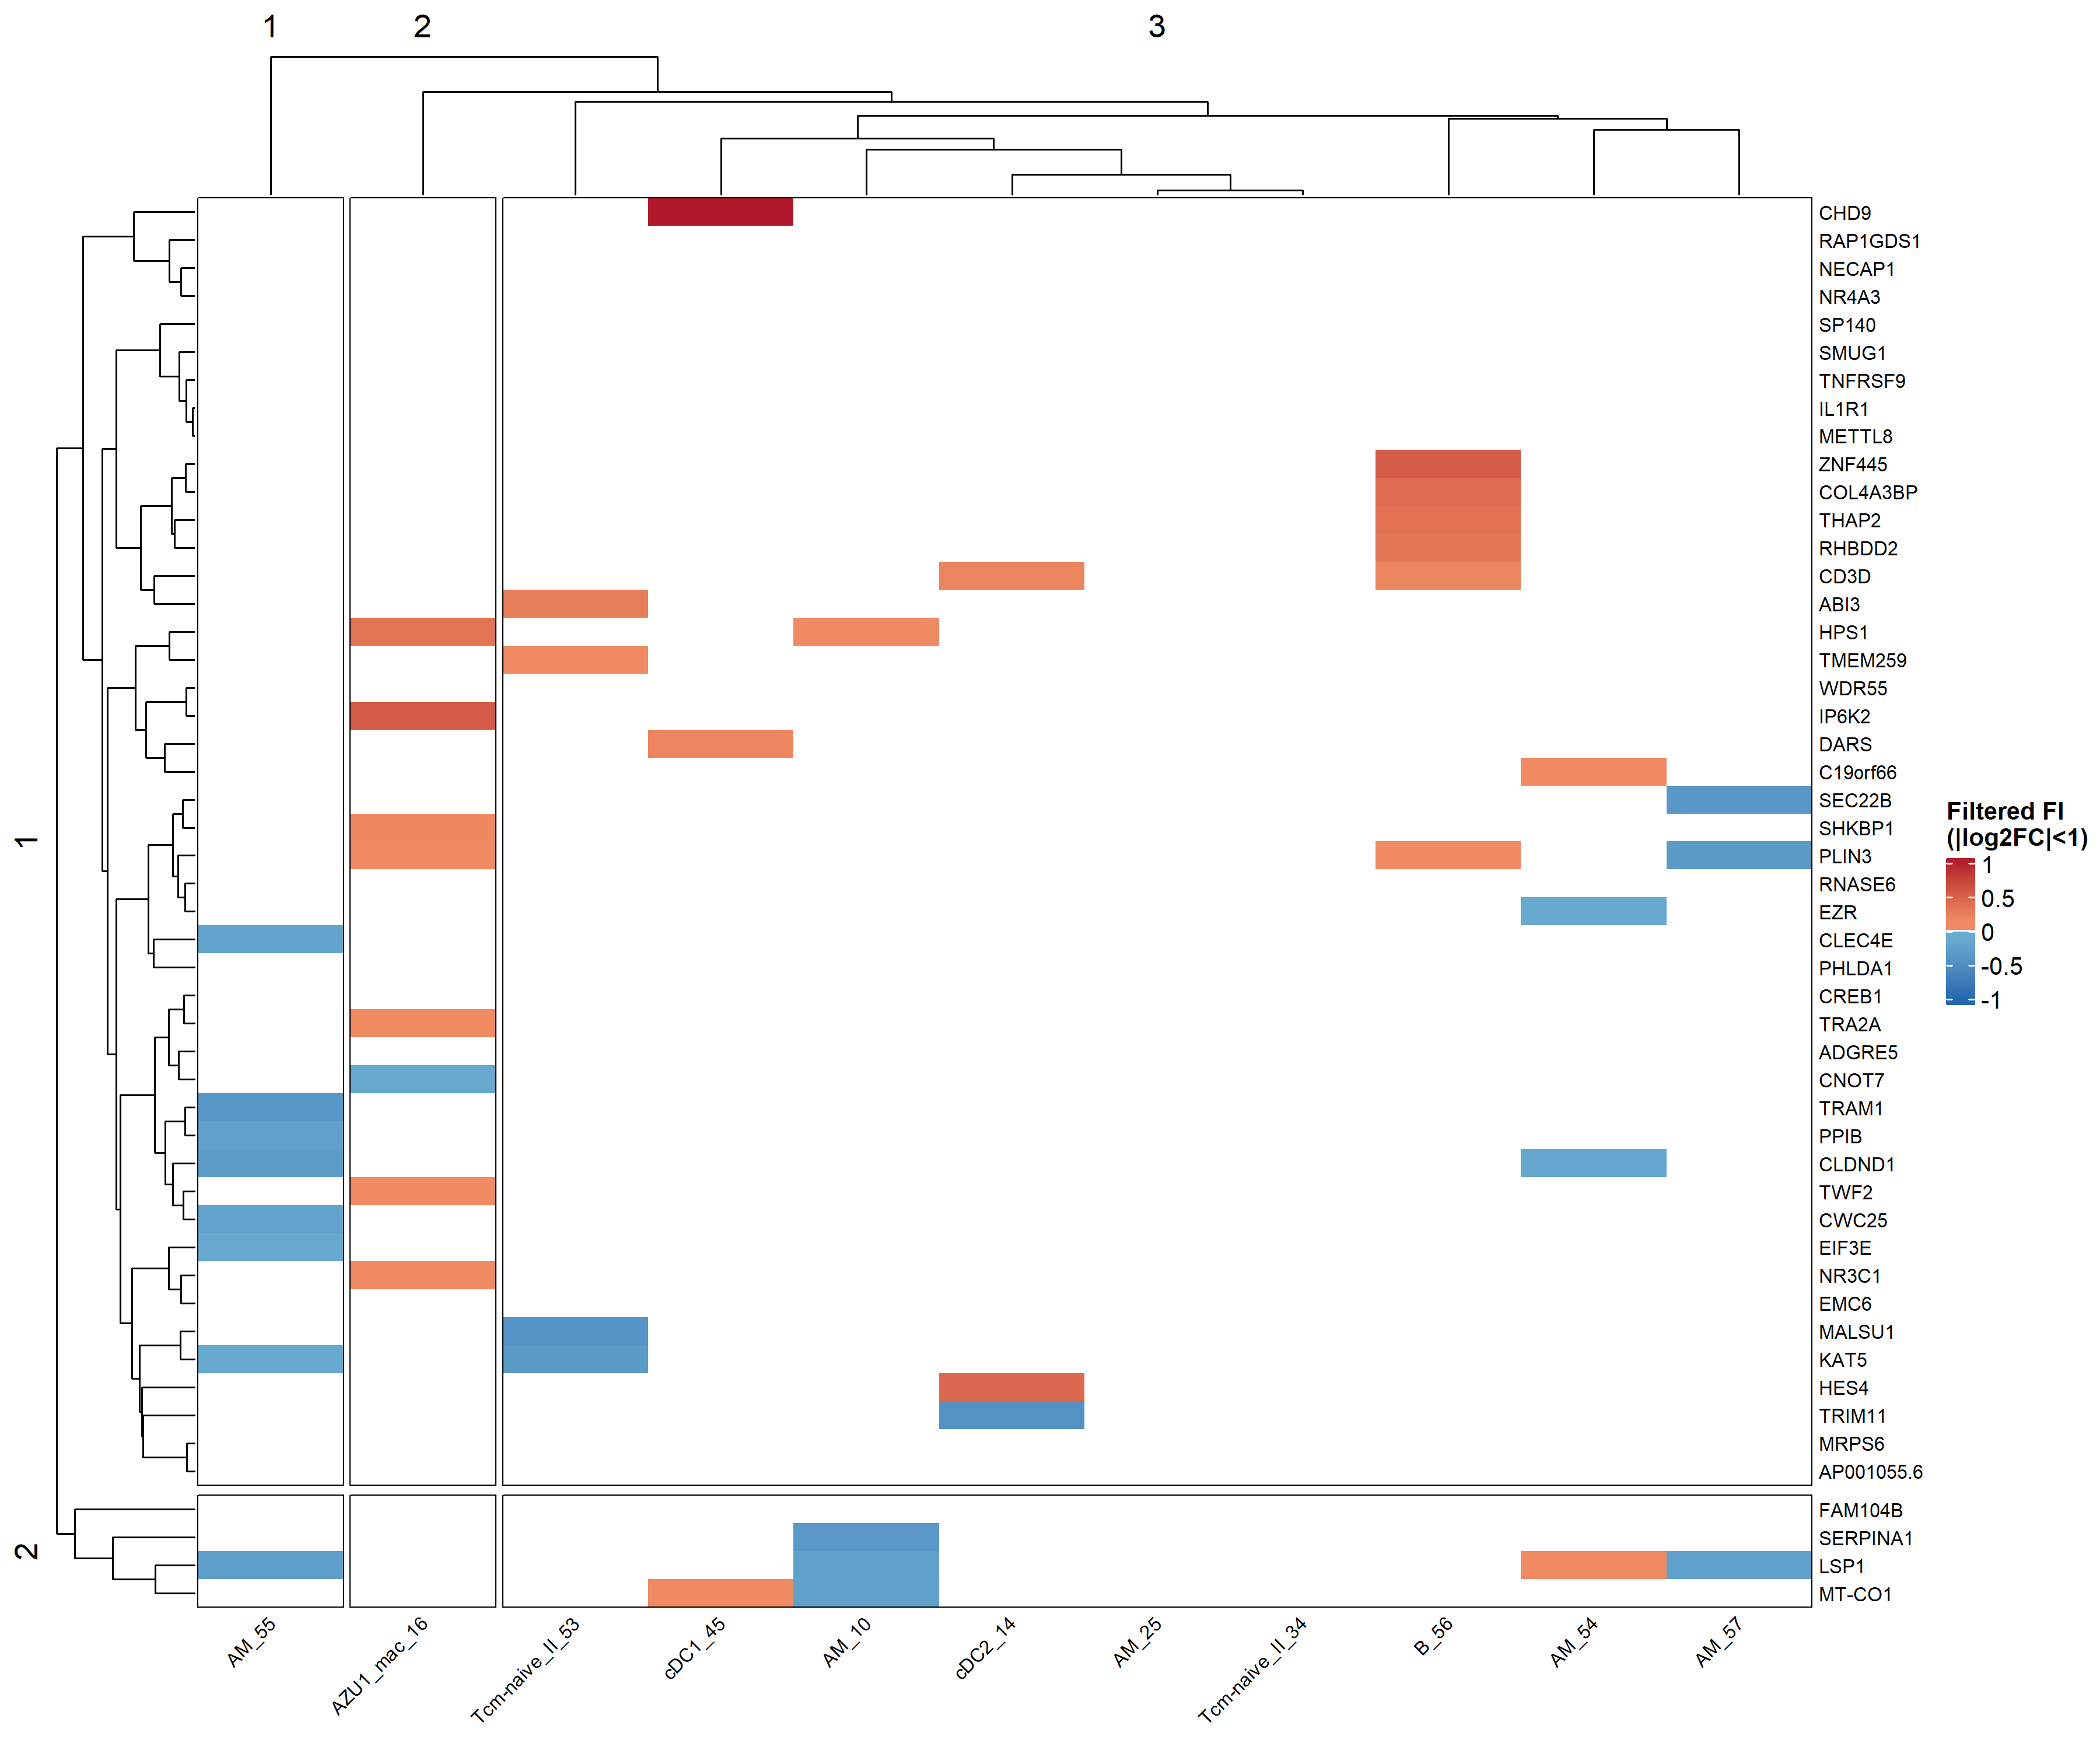 1
2
3
CHD9
RAP1GDS1
NECAP1
NR4A3
SP140
SMUG1
TNFRSF9
IL1R1
METTL8
ZNF445
COL4A3BP
THAP2
RHBDD2
CD3D
ABI3
HPS1
TMEM259
WDR55
IP6K2
DARS
C19orf66
SEC22B
SHKBP1
PLIN3
RNASE6
EZR
CLEC4E
PHLDA1
CREB1
TRA2A
ADGRE5
CNOT7
TRAM1
PPIB
CLDND1
TWF2
CWC25
EIF3E
NR3C1
EMC6
MALSU1
KAT5
HES4
TRIM11
MRPS6
AP001055.6
FAM104B
SERPINA1
LSP1
MT-CO1
1
2
Filtered FI
(|log2FC|<1)
1
0.5
0
-0.5
-1
AM_55
AZU1_mac_16
Tcm-naive_II_53
cDC1_45
AM_10
cDC2_14
AM_25
Tcm-naive_II_34
B_56
AM_54
AM_57